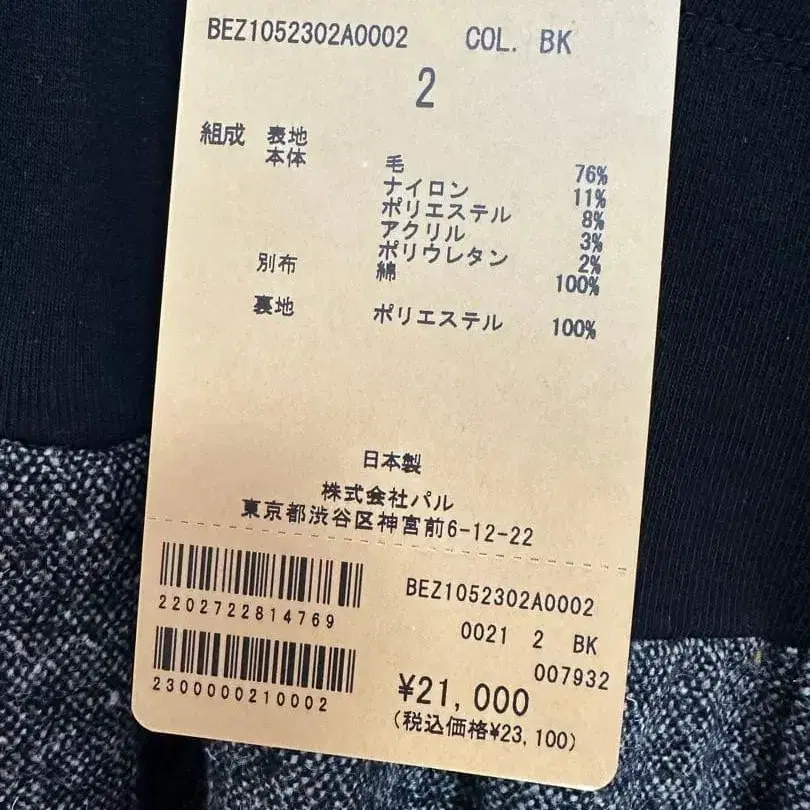 BEZ1052302A0002 COL. BK
2
組成 表地
本体 毛 76%
ナイロン 11%
ポリエステル 8%
アクリル 3%
ポリウレタン 2%
別布 綿 100%
裏地 ポリエステル 100%
日本製
株式会社パル
東京都渋谷区神宮前6-12-22
BEZ1052302A0002
2202722814769
0021 2 BK
007932
2300000210002
¥21,000
(税込価格¥23,100)